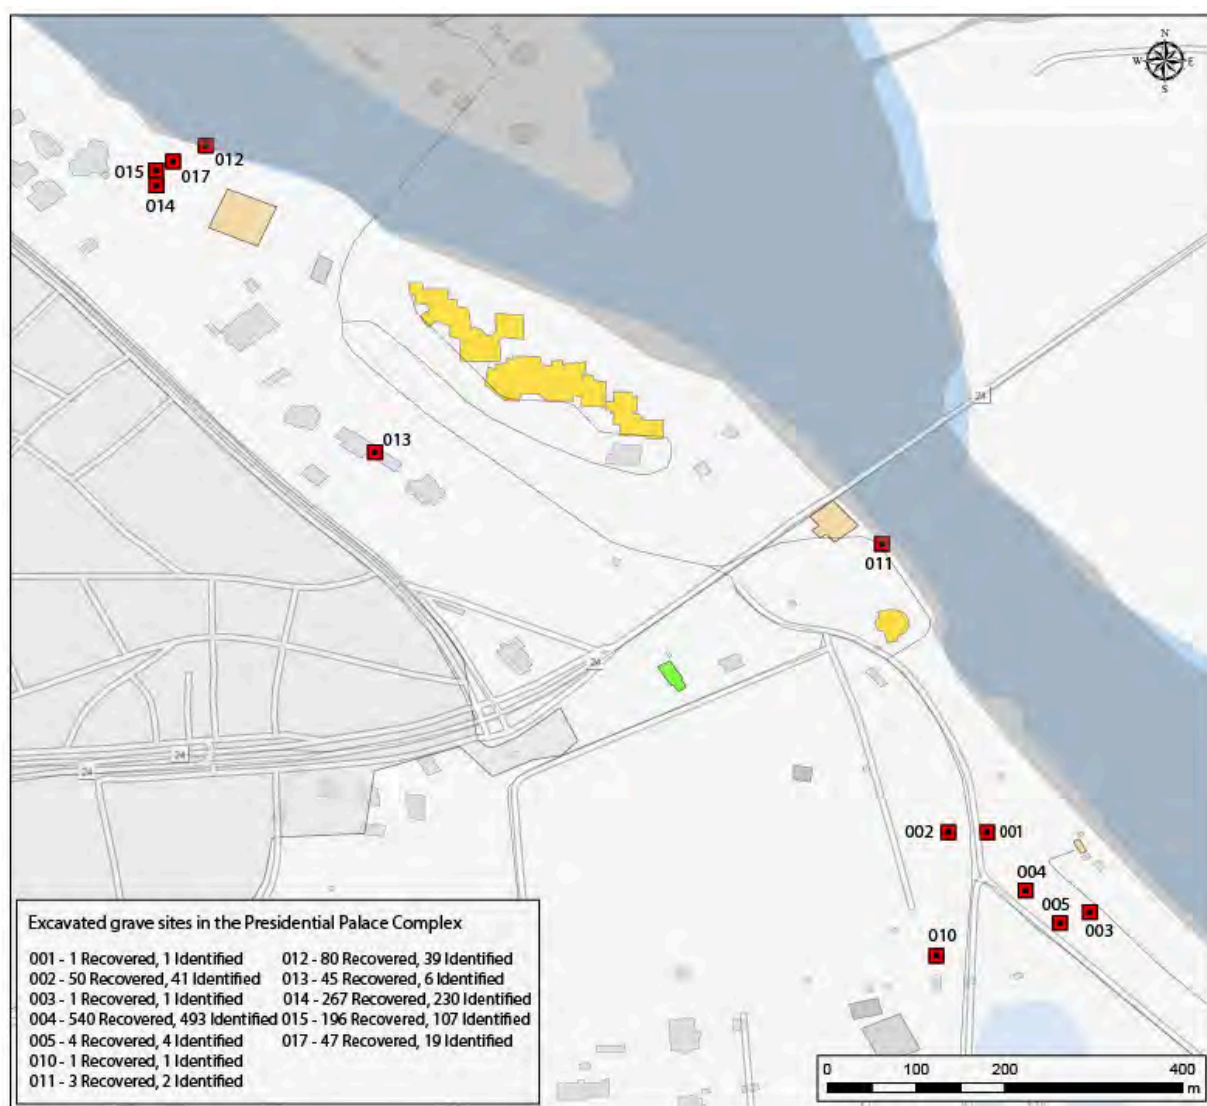 N
W E
S
012
015
017
014
013
24
011
24
24
24
002
001
004
005
003
010
Excavated grave sites in the Presidential Palace Complex
001 - 1 Recovered, 1 Identified
002 - 50 Recovered, 41 Identified
003 - 1 Recovered, 1 Identified
004 - 540 Recovered, 493 Identified
005 - 4 Recovered, 4 Identified
010 - 1 Recovered, 1 Identified
011 - 3 Recovered, 2 Identified
012 - 80 Recovered, 39 Identified
013 - 45 Recovered, 6 Identified
014 - 267 Recovered, 230 Identified
015 - 196 Recovered, 107 Identified
017 - 47 Recovered, 19 Identified
0 100 200 400
m